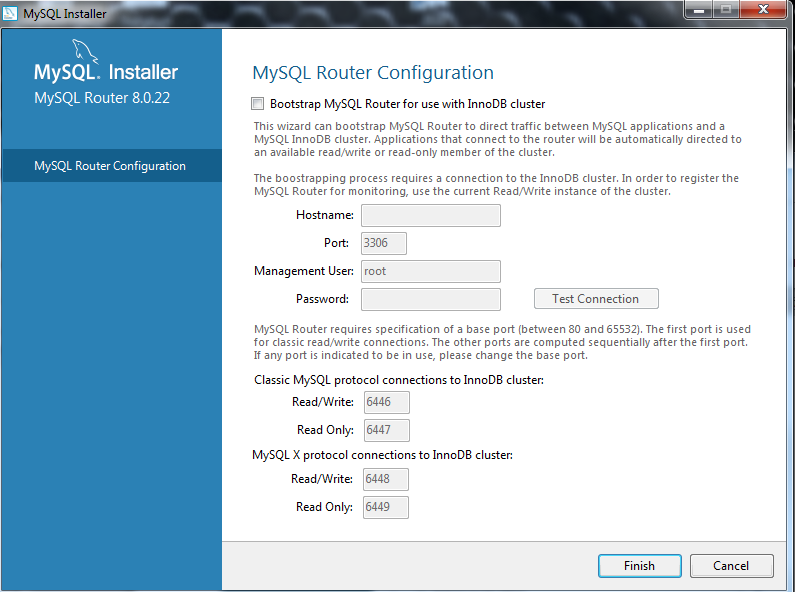 MySQL Installer
MySQL. Installer
MySQL Router 8.0.22
MySQL Router Configuration
MySQL Router Configuration
Bootstrap MySQL Router for use with InnoDB cluster
This wizard can bootstrap MySQL Router to direct traffic between MySQL applications and a
MySQL InnoDB cluster. Applications that connect to the router will be automatically directed to
an available read/write or read-only member of the cluster.
The boostrapping process requires a connection to the InnoDB cluster. In order to register the
MySQL Router for monitoring, use the current Read/Write instance of the cluster.
Hostname:
Port: 3306
Management User: root
Password:
Test Connection
MySQL Router requires specification of a base port (between 80 and 65532). The first port is used
for classic read/write connections. The other ports are computed sequentially after the first port.
If any port is indicated to be in use, please change the base port.
Classic MySQL protocol connections to InnoDB cluster:
Read/Write: 6446
Read Only: 6447
MySQL X protocol connections to InnoDB cluster:
Read/Write: 6448
Read Only: 6449
Finish Cancel